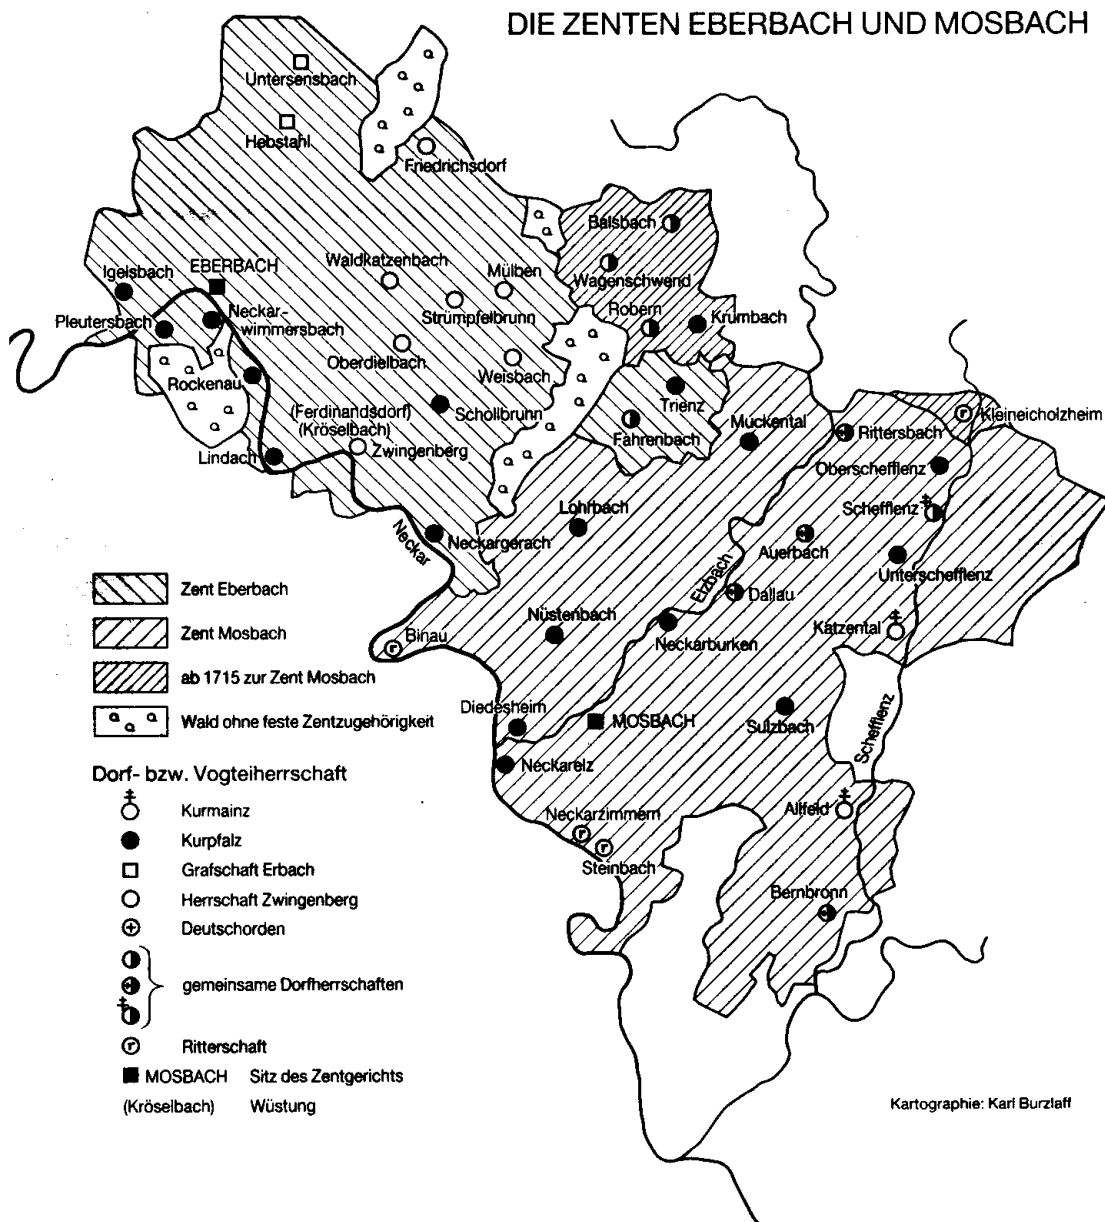 DIE ZENTEN EBERBACH UND MOSBACH
Untersensbach
Hebstahl
Friedrichsdorf
Balsbach
Wagenschwend
Robern
Krumbach
Igelsbach
EBERBACH
Waldkatzenbach
Mülben
Pleutersbach
Neckar-
wimmersbach
Strümpfelbrunn
Oberdielbach
Weisbach
Rockenau
Schollbrunn
Trienz
Fahrenbach
Mückental
Rittersbach
Kleineicholzheim
(Ferdinandsdorf)
(Kröselbach)
Zwingenberg
Lindach
Oberschefflenz
Schefflenz
Lohrbach
Auerbach
Unterschefflenz
Neckar
Neckargerach
Elzbach
Dallau
Katzental
Nüstenbach
Neckarburken
Binau
Diedesheim
MOSBACH
Sulzbach
Schefflenz
Neckarelz
Neckarzimmern
Steinbach
Allfeld
Bernbronn
Zent Eberbach
Zent Mosbach
ab 1715 zur Zent Mosbach
Wald ohne feste Zentzugehörigkeit
Dorf- bzw. Vogteiherrschaft
Kurmainz
Kurpfalz
Grafschaft Erbach
Herrschaft Zwingenberg
Deutschorden
gemeinsame Dorfherrschaften
r Ritterschaft
MOSBACH Sitz des Zentgerichts
(Kröselbach) Wüstung
Kartographie: Karl Burzlaff